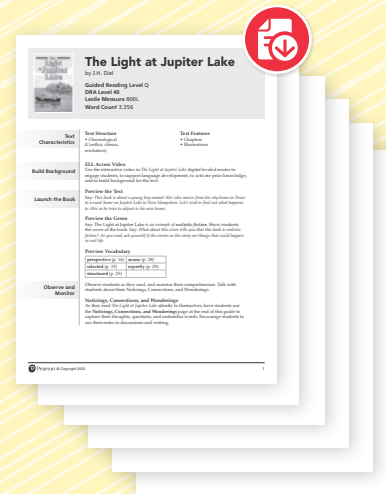 The Light at Jupiter Lake
by J.H. Diel
Guided Reading Level Q
DRA Level 40
Lexile Measure 800L
Word Count 3,356
Text
Characteristics
Text Structure
• Chronological
(Conflict, climax,
resolution)
Text Features
• Chapters
• Illustrations
Build Background
ELL Access Video
Use the interactive video in The Light at Jupiter Lake digital leveled reader to
engage students, to support language development, to activate prior knowledge,
and to build background for the text.
Launch the Book
Preview the Text
Say: This book is about a young boy named Alec who moves from his city home in Texas
to a rural home on Jupiter Lake in New Hampshire. Let's read to find out what happens
to Alec as he tries to adjust to his new home.
Preview the Genre
Say: The Light at Jupiter Lake is an example of realistic fiction. Show students
the cover of the book. Say: What about this cover tells you that the book is realistic
fiction? As you read, ask yourself if the events in the story are things that could happen
in real life.
Preview Vocabulary
perspective (p. 16) access (p. 28)
selected (p. 19) expertly (p. 29)
structured (p. 25)
Observe and
Monitor
Observe students as they read, and monitor their comprehension. Talk with
students about their Noticings, Connections, and Wonderings.
Noticings, Connections, and Wonderings
As they read The Light at Jupiter Lake silently to themselves, have students use
the Noticings, Connections, and Wonderings page at the end of this guide to
capture their thoughts, questions, and unfamiliar words. Encourage students to
use their notes in discussions and writing.
Pearson © Copyright 2020
1